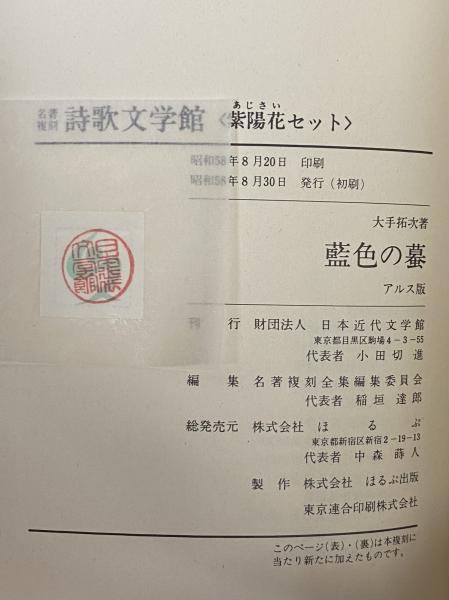 名著複刻 詩歌文学館〈紫陽花セット〉
あじさい
昭和58年8月20日 印刷
昭和58年8月30日 発行(初刷)
大手拓次著
藍色の蟇
アルス版
刊行 財団法人 日本近代文学館
東京都目黒区駒場4-3-55
代表者 小田切進
編集 名著複刻全集編集委員会
代表者 稲垣達郎
総発売元 株式会社 ほるぷ
東京都新宿区新宿2-19-13
代表者 中森蒔人
製作 株式会社 ほるぷ出版
東京連合印刷株式会社
このページ(表)・(裏)は本複刻に
当たり新たに加えたものです。